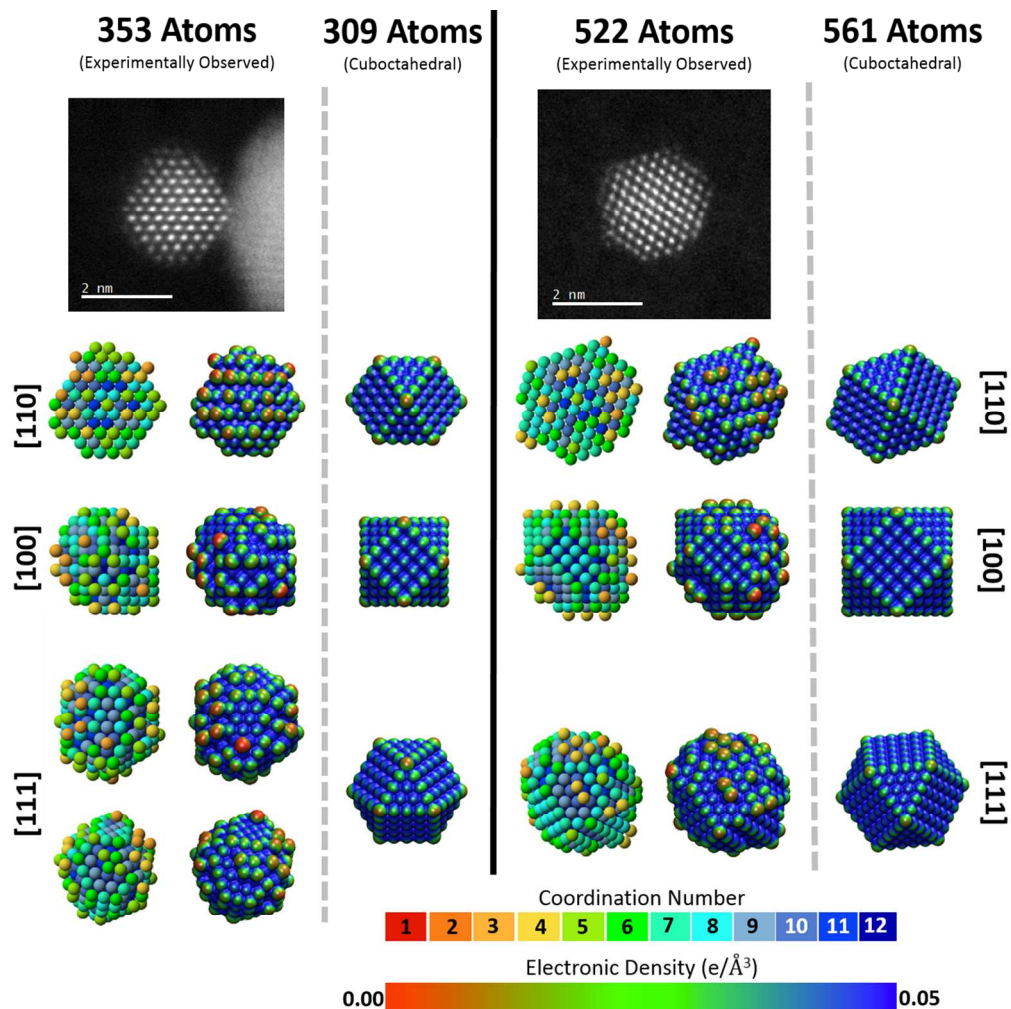 353 Atoms
(Experimentally Observed)
309 Atoms
(Cuboctahedral)
522 Atoms
(Experimentally Observed)
561 Atoms
(Cuboctahedral)
2 nm
2 nm
[110]
[110]
[100]
[100]
[111]
[111]
Coordination Number
1 2 3 4 5 6 7 8 9 10 11 12
Electronic Density (e/Å³)
0.00
0.05